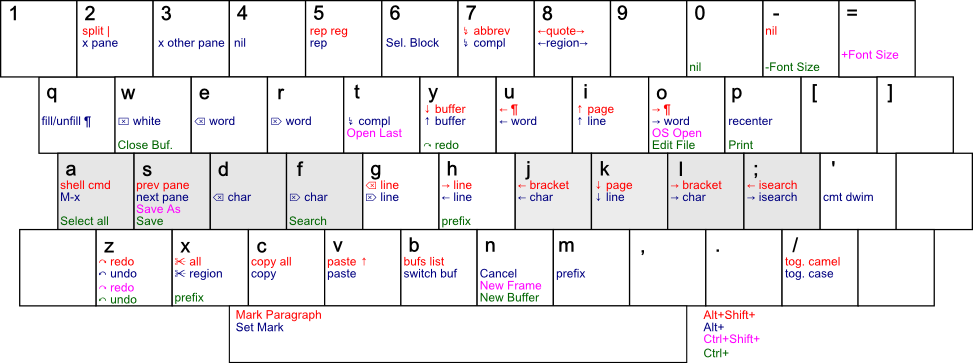 1 2 3 4 5 6 7 8 9 0 - =
split | rep reg ↯ abbrev ←quote→ nil
x pane x other pane nil rep Sel. Block ↯ compl ←region→
+Font Size
nil -Font Size
q w e r t y u i o p [ ]
↓ buffer ← ¶ ↑ page → ¶
fill/unfill ¶ ⌧ white ⌫ word ⌦ word ↯ compl ↑ buffer ← word ↑ line → word recenter
Open Last OS Open
Close Buf. ↷ redo Edit File Print
a s d f g h j k l ; '
shell cmd prev pane ⌫ line → line ← bracket ↓ page → bracket ← isearch
M-x next pane ⌫ char ⌦ char ⌦ line ← line ← char ↓ line → char → isearch cmt dwim
Save As
Select all Save Search prefix
z x c v b n m , . /
↷ redo ✂ all copy all paste ↑ bufs list tog. camel
↶ undo ✂ region copy paste switch buf Cancel prefix tog. case
↷ redo New Frame
↶ undo prefix New Buffer
Mark Paragraph Alt+Shift+
Set Mark Alt+
Ctrl+Shift+
Ctrl+